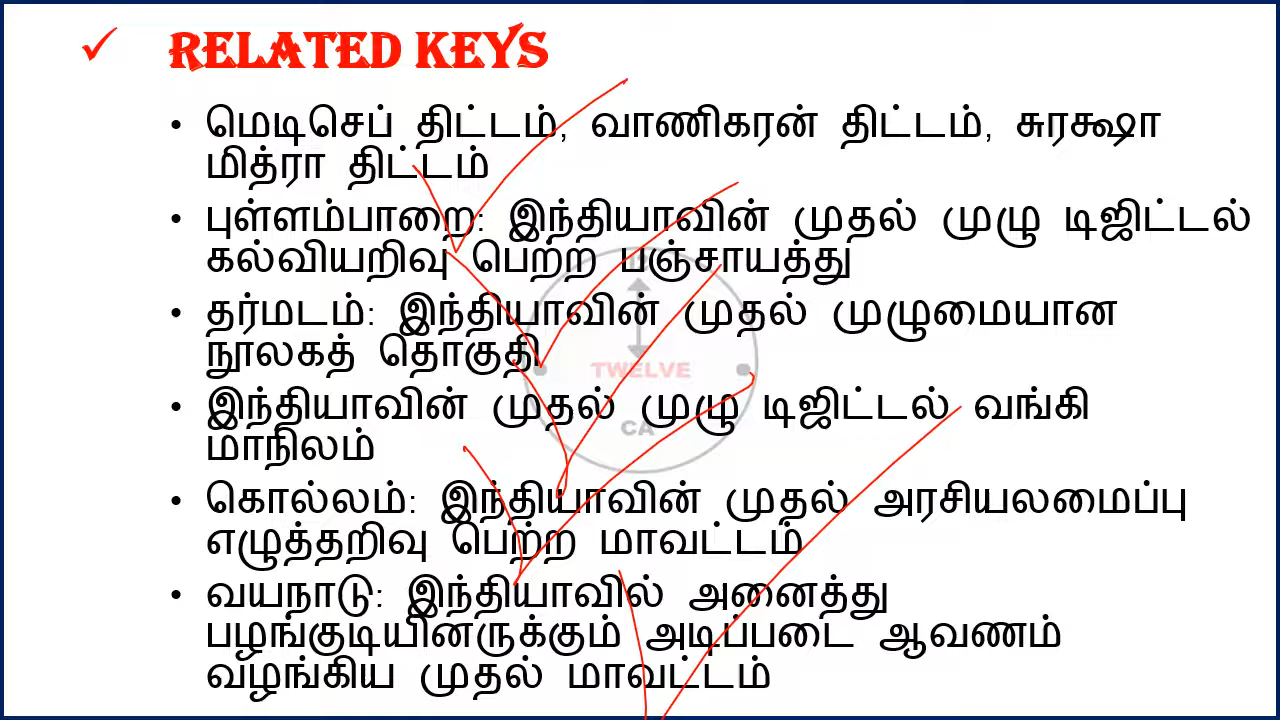 RELATED KEYS
• மெடிசெப் திட்டம், வாணிகரன் திட்டம், சுரக்ஷா
மித்ரா திட்டம்
• புள்ளம்பாறை: இந்தியாவின் முதல் முழு டிஜிட்டல்
கல்வியறிவு பெற்ற பஞ்சாயத்து
• தர்மடம்: இந்தியாவின் முதல் முழுமையான
நூலகத் தொகுதி
• இந்தியாவின் முதல் முழு டிஜிட்டல் வங்கி
மாநிலம்
• கொல்லம்: இந்தியாவின் முதல் அரசியலமைப்பு
எழுத்தறிவு பெற்ற மாவட்டம்
• வயநாடு: இந்தியாவில் அனைத்து
பழங்குடியினருக்கும் அடிப்படை ஆவணம்
வழங்கிய முதல் மாவட்டம்
TWELVE
CA